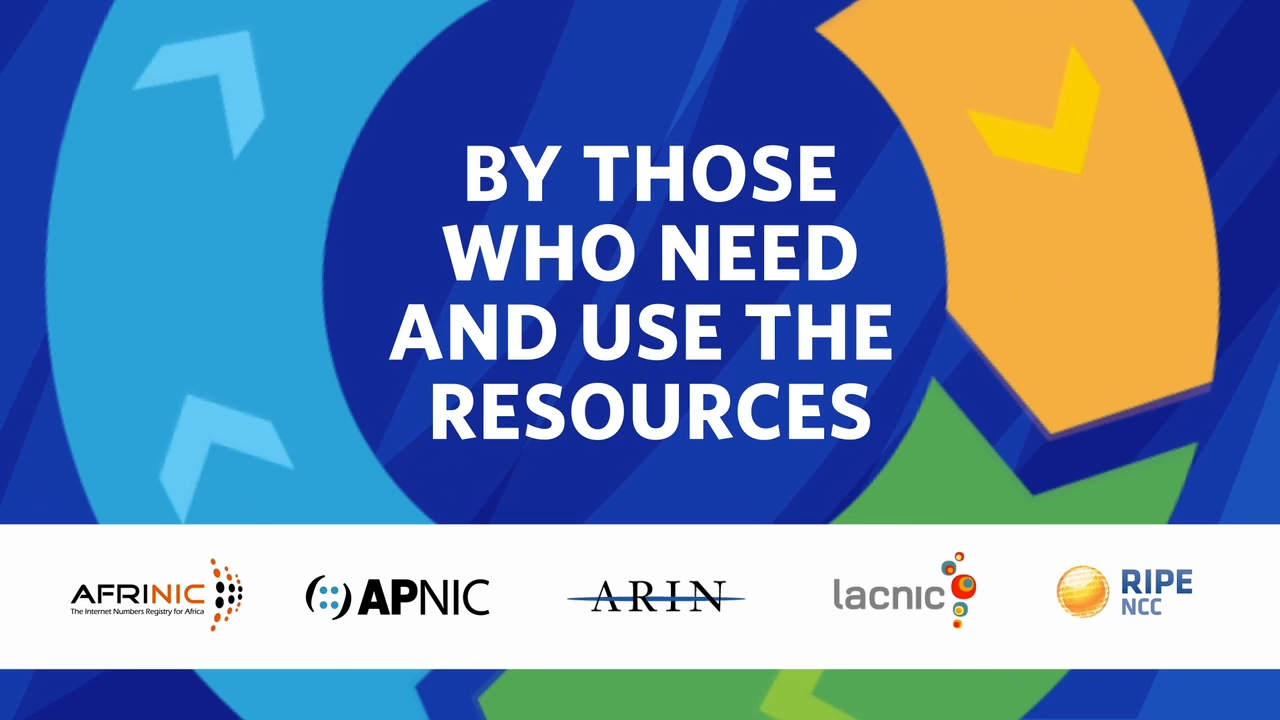 BY THOSE
WHO NEED
AND USE THE
RESOURCES
AFRINIC
The Internet Numbers Registry for Africa
APNIC
ARIN
lacnic
RIPE
NCC